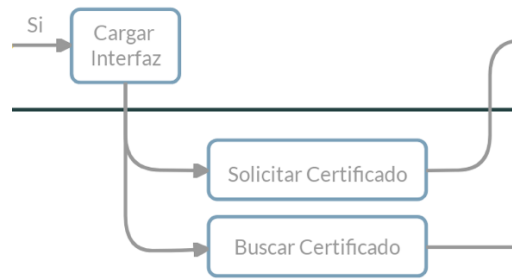 Si
Cargar
Interfaz
Solicitar Certificado
Buscar Certificado